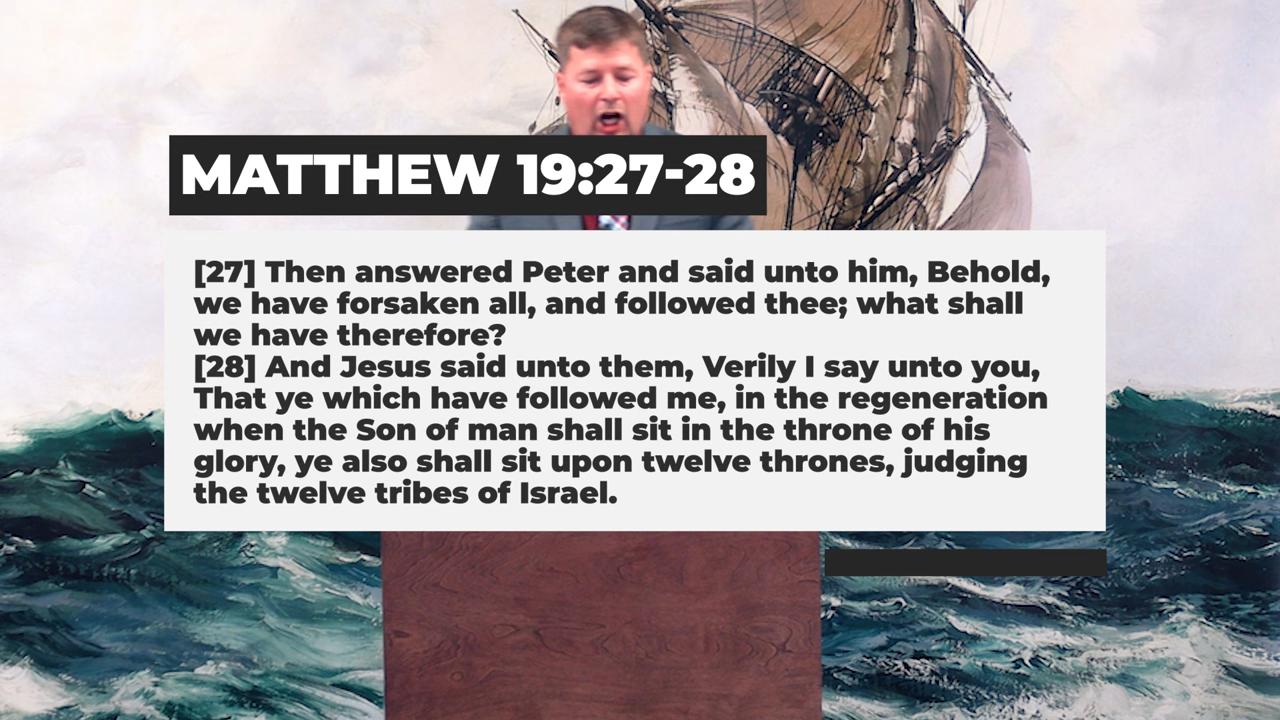 MATTHEW 19:27-28
[27] Then answered Peter and said unto him, Behold,
we have forsaken all, and followed thee; what shall
we have therefore?
[28] And Jesus said unto them, Verily I say unto you,
That ye which have followed me, in the regeneration
when the Son of man shall sit in the throne of his
glory, ye also shall sit upon twelve thrones, judging
the twelve tribes of Israel.